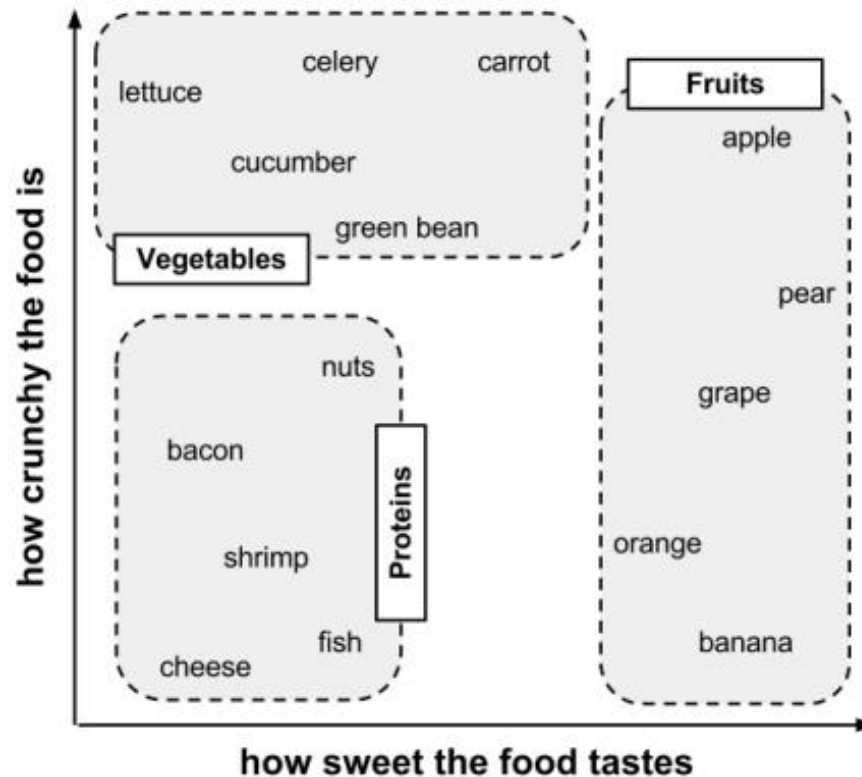 how crunchy the food is
celery
carrot
lettuce
cucumber
green bean
Vegetables
Fruits
apple
pear
grape
orange
banana
nuts
bacon
shrimp
fish
cheese
Proteins
how sweet the food tastes